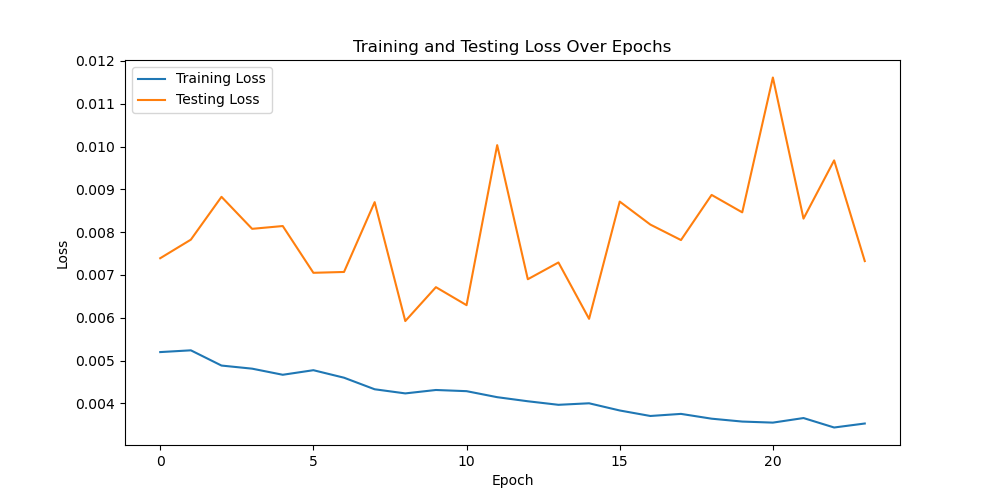 Training and Testing Loss Over Epochs
Training Loss
Testing Loss
Loss
0.012
0.011
0.010
0.009
0.008
0.007
0.006
0.005
0.004
0
5
10
15
20
Epoch